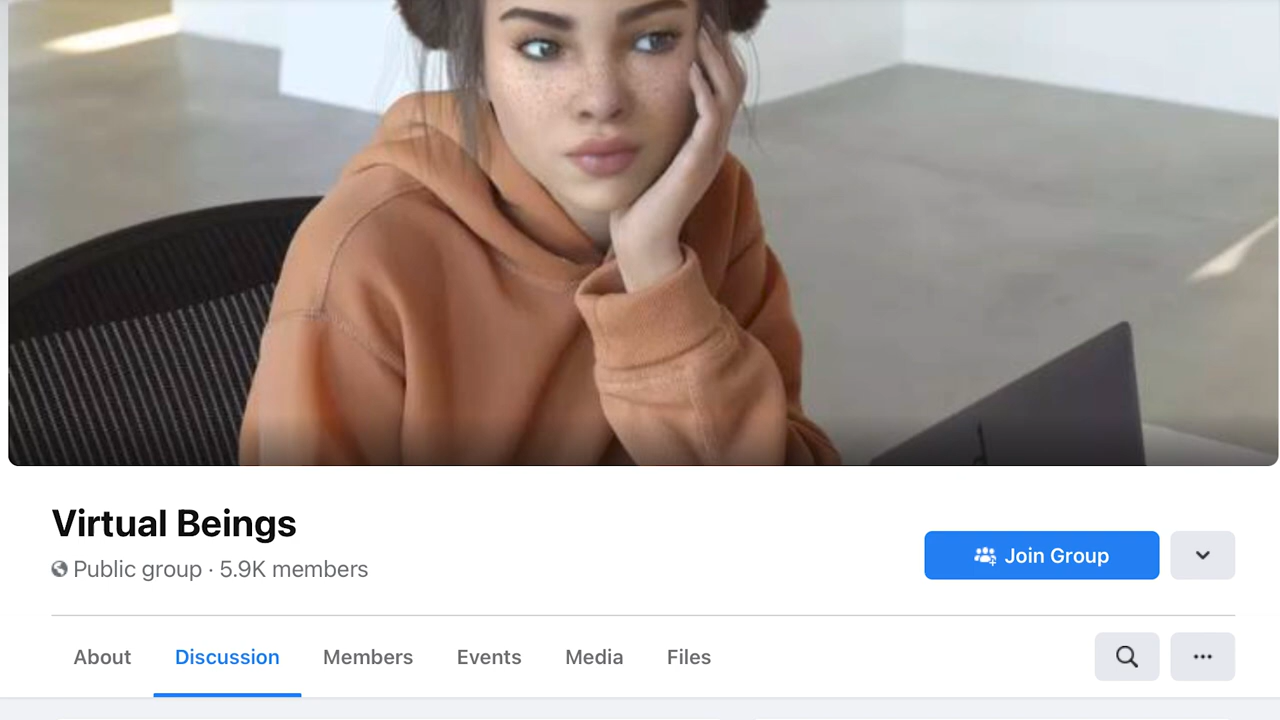 Virtual Beings
Public group · 5.9K members
Join Group
About Discussion Members Events Media Files